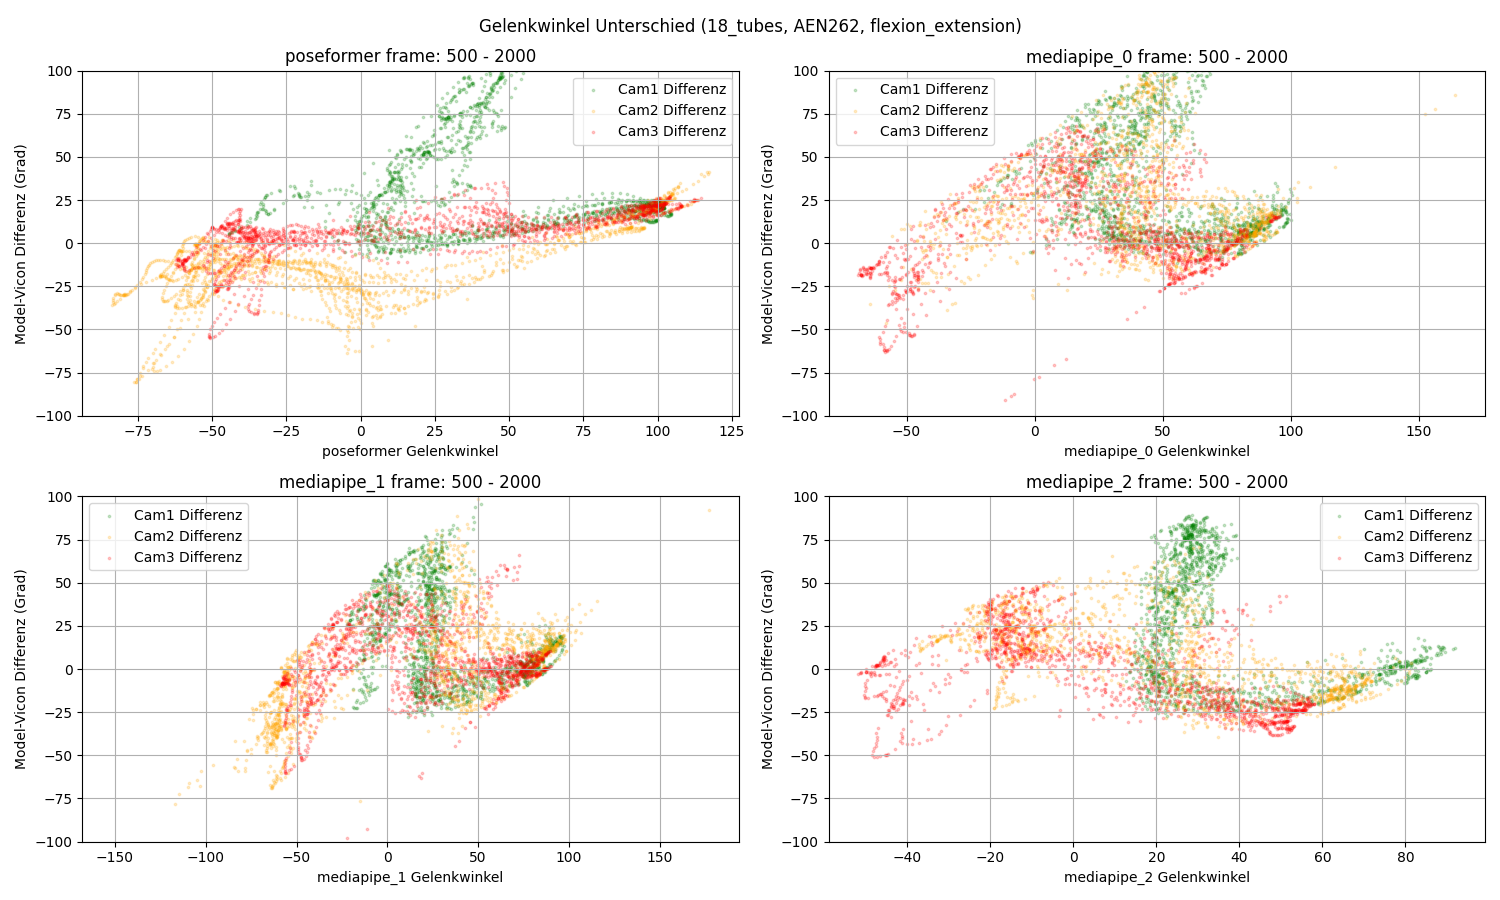 Gelenkwinkel Unterschied (18_tubes, AEN262, flexion_extension)
poseformer frame: 500 - 2000
100
75
50
25
0
−25
−50
−75
−100
Model-Vicon Differenz (Grad)
Cam1 Differenz
Cam2 Differenz
Cam3 Differenz
−75 −50 −25 0 25 50 75 100 125
poseformer Gelenkwinkel
mediapipe_0 frame: 500 - 2000
100
75
50
25
0
−25
−50
−75
−100
Model-Vicon Differenz (Grad)
Cam1 Differenz
Cam2 Differenz
Cam3 Differenz
−50 0 50 100 150
mediapipe_0 Gelenkwinkel
mediapipe_1 frame: 500 - 2000
100
75
50
25
0
−25
−50
−75
−100
Model-Vicon Differenz (Grad)
Cam1 Differenz
Cam2 Differenz
Cam3 Differenz
−150 −100 −50 0 50 100 150
mediapipe_1 Gelenkwinkel
mediapipe_2 frame: 500 - 2000
100
75
50
25
0
−25
−50
−75
−100
Model-Vicon Differenz (Grad)
Cam1 Differenz
Cam2 Differenz
Cam3 Differenz
−40 −20 0 20 40 60 80
mediapipe_2 Gelenkwinkel